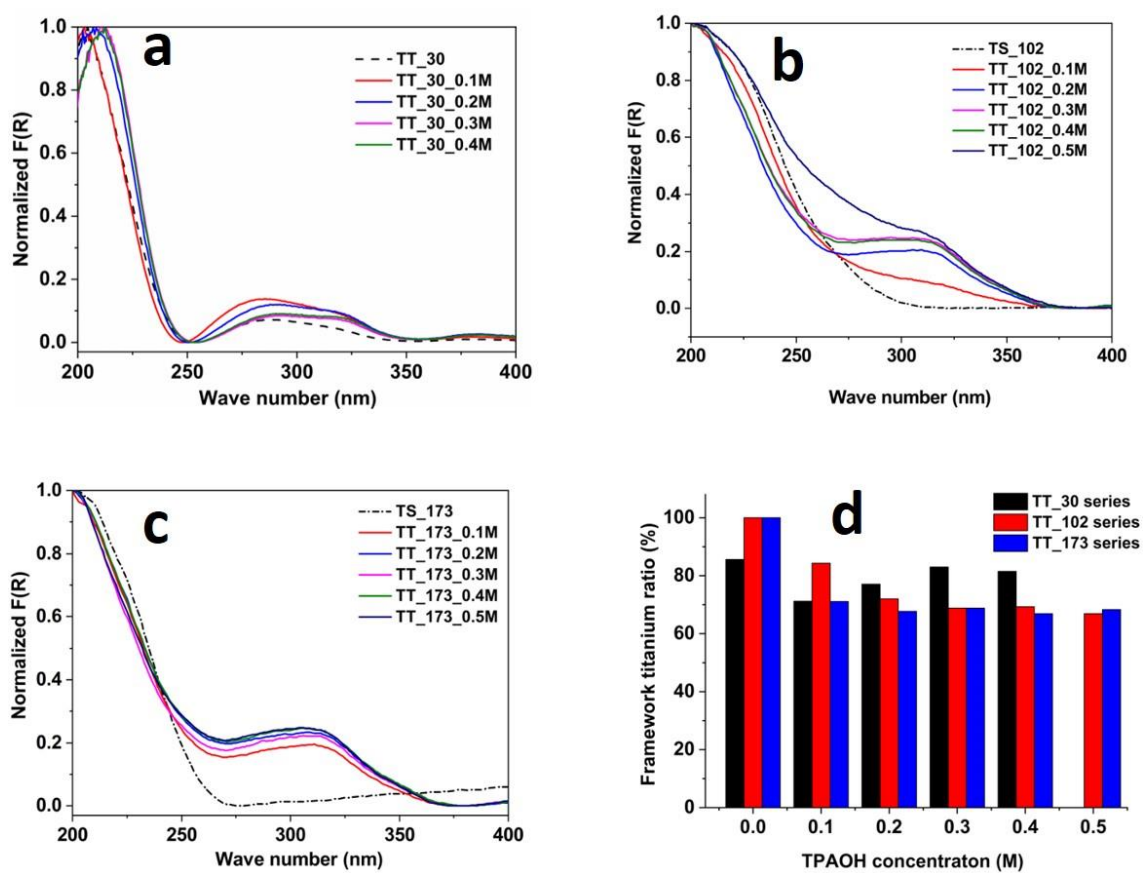 a
TT_30
TT_30_0.1M
TT_30_0.2M
TT_30_0.3M
TT_30_0.4M
Normalized F(R)
1.0
0.8
0.6
0.4
0.2
0.0
200 250 300 350 400
Wave number (nm)
b
TS_102
TT_102_0.1M
TT_102_0.2M
TT_102_0.3M
TT_102_0.4M
TT_102_0.5M
Normalized F(R)
1.0
0.8
0.6
0.4
0.2
0.0
200 250 300 350 400
Wave number (nm)
c
TS_173
TT_173_0.1M
TT_173_0.2M
TT_173_0.3M
TT_173_0.4M
TT_173_0.5M
Normalized F(R)
1.0
0.8
0.6
0.4
0.2
0.0
200 250 300 350 400
Wave number (nm)
d
TT_30 series
TT_102 series
TT_173 series
Framework titanium ratio (%)
100
80
60
40
20
0
0.0 0.1 0.2 0.3 0.4 0.5
TPAOH concentraton (M)